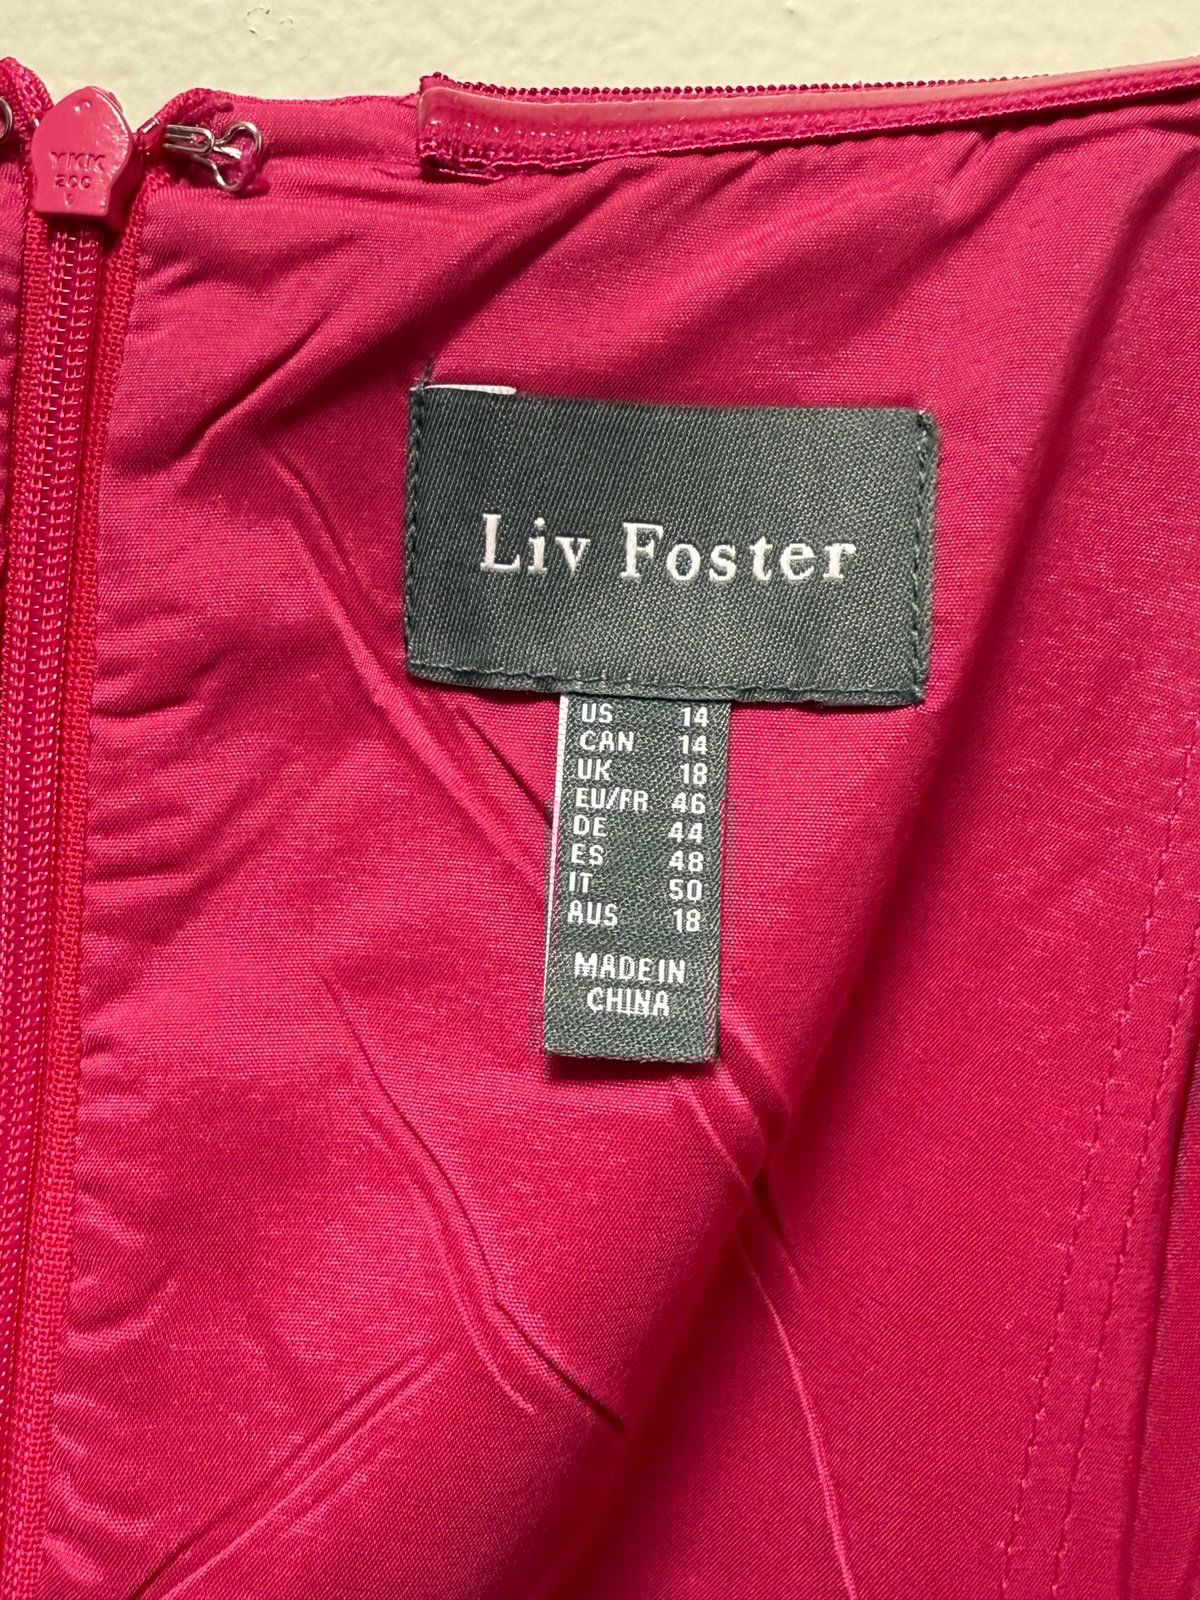 YKK
Liv Foster
US 14
CAN 14
UK 18
EU/FR 46
DE 44
ES 48
IT 50
AUS 18
MADE IN
CHINA